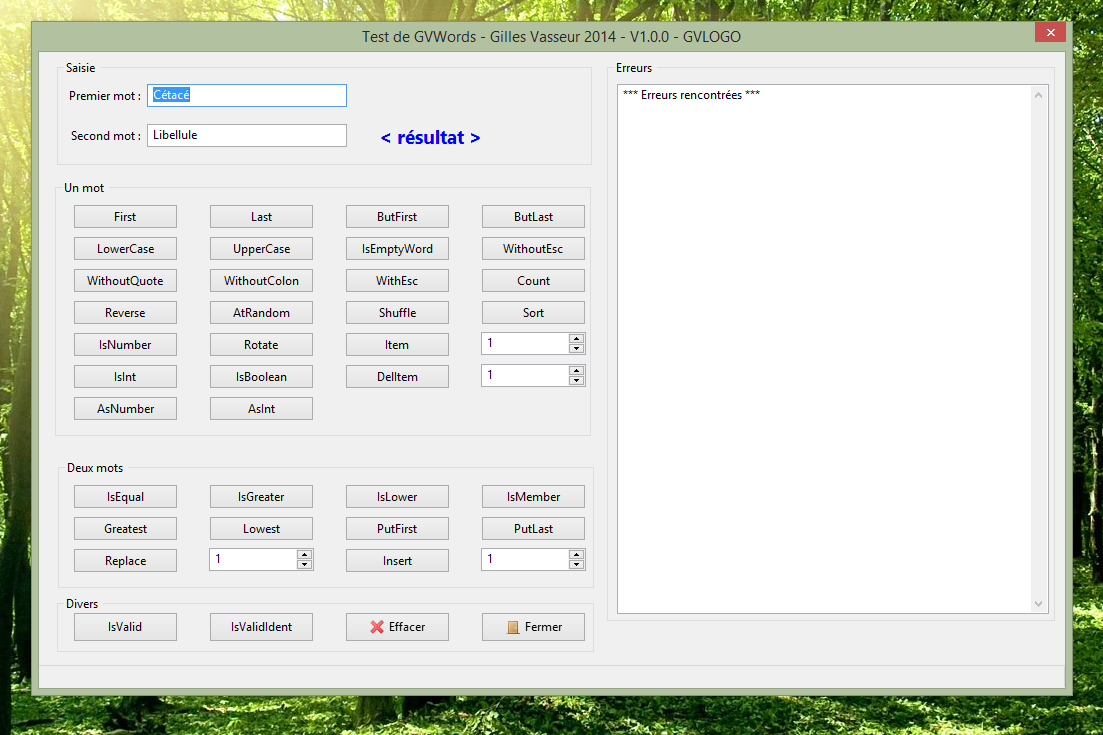 Test de GVWords - Gilles Vasseur 2014 - V1.0.0 - GVLOGO
Saisie
Premier mot : Cétacé
Second mot : Libellule
< résultat >
Un mot
First Last ButFirst ButLast
LowerCase UpperCase IsEmptyWord WithoutEsc
WithoutQuote WithoutColon WithEsc Count
Reverse AtRandom Shuffle Sort
IsNumber Rotate Item 1
IsInt IsBoolean DelItem 1
AsNumber AsInt
Deux mots
IsEqual IsGreater IsLower IsMember
Greatest Lowest PutFirst PutLast
Replace 1 Insert 1
Divers
IsValid IsValidIdent Effacer Fermer
Erreurs
*** Erreurs rencontrées ***